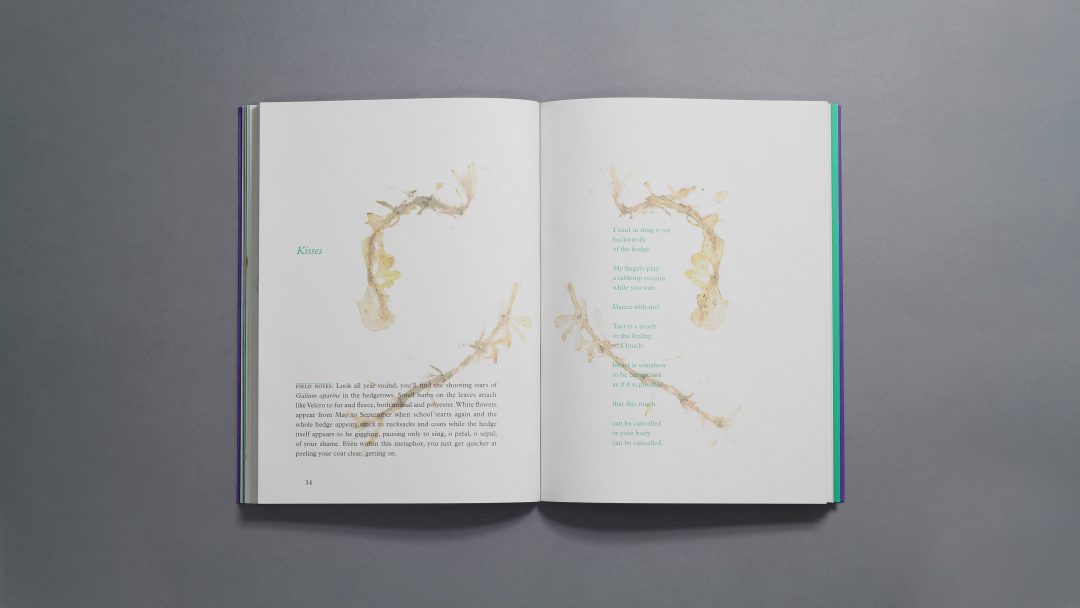 Kisses
FIELD NOTES: Look all year round, you'll find the shooting stars of
Galium aparine in the hedgerows. Small barbs on the leaves attach
like Velcro to fur and fleece, both animal and polyester. White flowers
appear from May to September when school starts again and the
whole hedge appears stuck to rucksacks and coats while the hedge
itself appears to be giggling, pausing only to sing, o petal, o sepal,
of your shame. Even within this metaphor, you just get quicker at
peeling your coat clear, getting on.
34
I tend to drag it out
backwardly
of the hedge.
My fingers play
a tabletop toccata
while you wait.
Dance with me!
Tact is a touch
or the feeling
of a touch.
tact is somehow
to be
as if it is possible
that this touch
can be cancelled
or your body
can be cancelled.